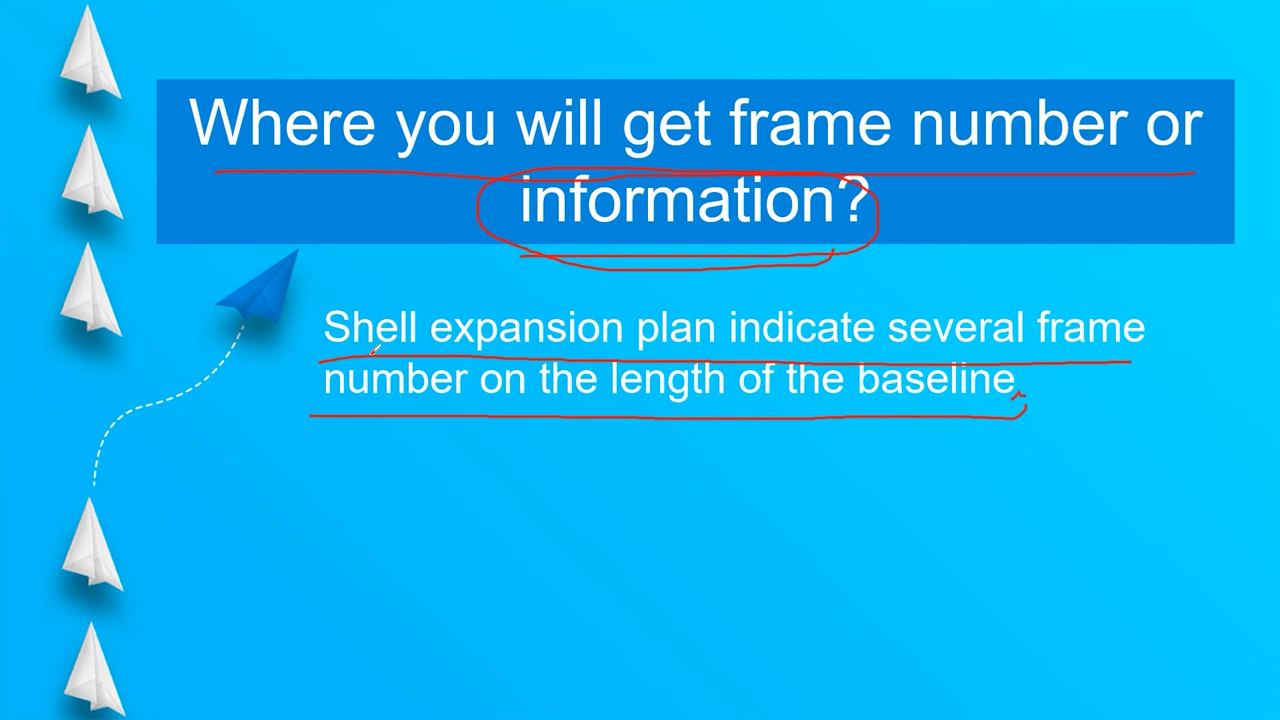 Where you will get frame number or
information?
Shell expansion plan indicate several frame
number on the length of the baseline.